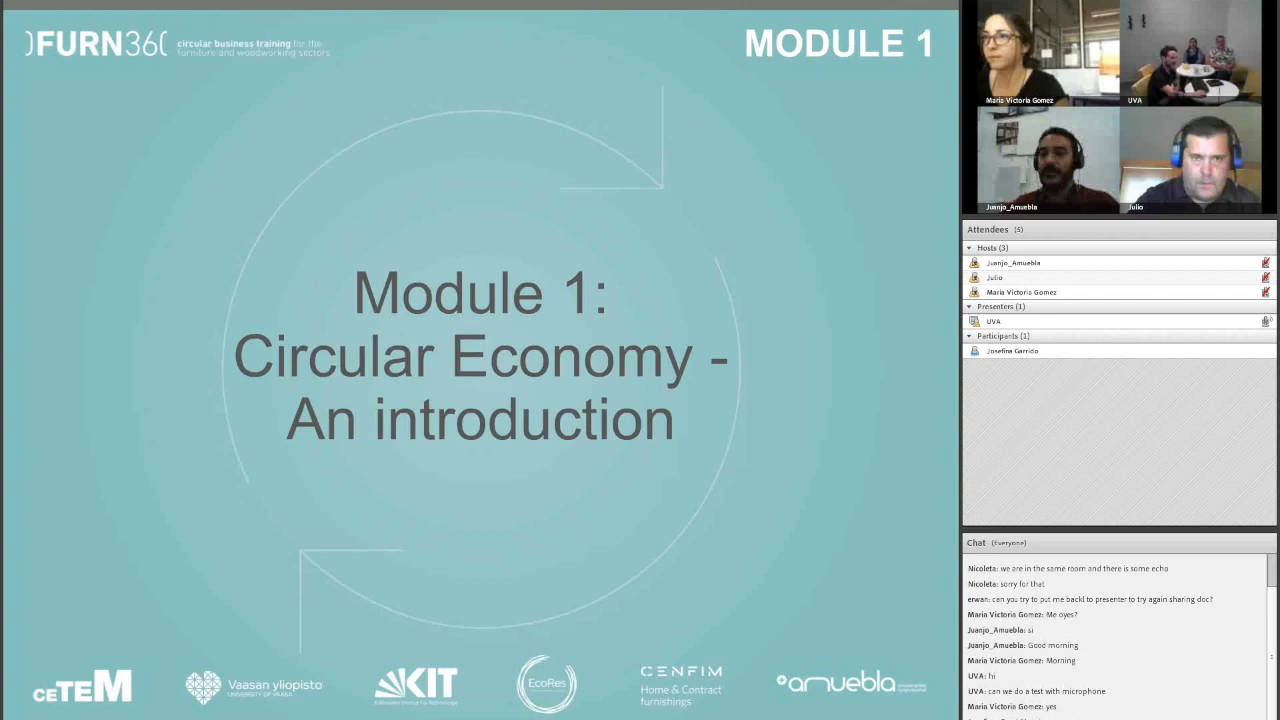 FURN360
circular business training for the
furniture and woodworking sectors
MODULE 1
Module 1:
Circular Economy -
An introduction
CETEM
Vaasan yliopisto
UNIVERSITY OF VAASA
KIT
Karlsruhe Institute for Technology
EcoRes
CENFIM
Home & Contract
furnishings
amuebla
Maria Victoria Gomez
UVA
Juanjo_Amuebla
Julio
Attendees (5)
Hosts (3)
Juanjo_Amuebla
Julio
Maria Victoria Gomez
Presenters (1)
UVA
Participants (1)
Josefina Garrido
Chat (Everyone)
Nicoleta: we are in the same room and there is some echo
Nicoleta: sorry for that
erwan: can you try to put me backl to presenter to try again sharing doc?
Maria Victoria Gomez: Me oyes?
Juanjo_Amuebla: si
Juanjo_Amuebla: Good morning
Maria Victoria Gomez: Morning
UVA: hi
UVA: can we do a test with microphone
Maria Victoria Gomez: yes